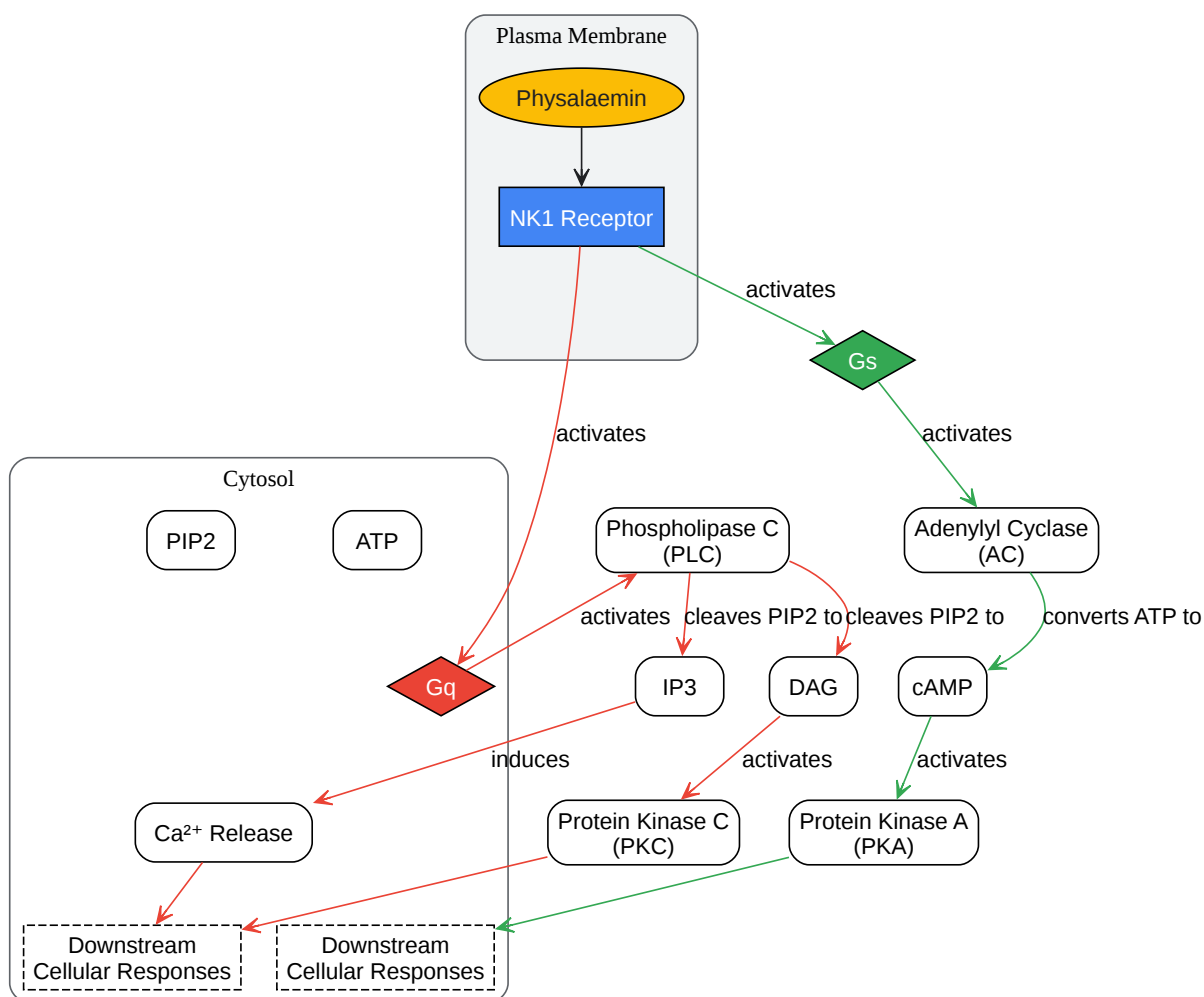 Plasma Membrane
Physalaemin
NK1 Receptor
activates
Gs
activates
activates
Cytosol
PIP2
ATP
Phospholipase C
(PLC)
Adenylyl Cyclase
(AC)
activates
cleaves PIP2 to
cleaves PIP2 to
converts ATP to
Gq
IP3
DAG
cAMP
induces
activates
activates
Ca²⁺ Release
Protein Kinase C
(PKC)
Protein Kinase A
(PKA)
Downstream
Cellular Responses
Downstream
Cellular Responses